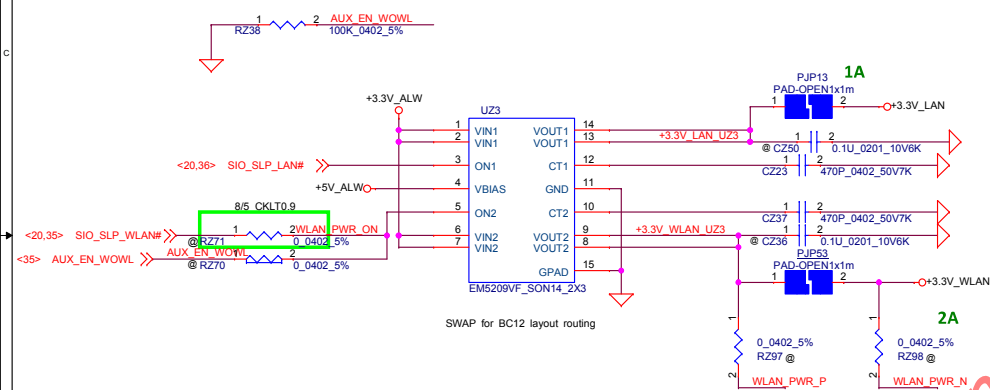 C
1 2 AUX_EN_WOWL
RZ38 100K_0402_5%
1A
PJP13
PAD-OPEN1x1m
1 2 +3.3V_LAN
+3.3V_ALW
UZ3
1 VIN1 VOUT1 14
2 VIN1 VOUT1 13 +3.3V_LAN_UZ3
@ CZ50 1 2 0.1U_0201_10V6K
<20,36> SIO_SLP_LAN# 3 ON1 CT1 12
CZ23 1 2 470P_0402_50V7K
+5V_ALW 4 VBIAS GND 11
8/5 CKLT0.9
5 ON2 CT2 10
CZ37 1 2 470P_0402_50V7K
<20,35> SIO_SLP_WLAN# 1 2 WLAN_PWR_ON
@ RZ71 0_0402_5%
6 VIN2 VOUT2 9 +3.3V_WLAN_UZ3
7 VIN2 VOUT2 8
@ CZ36 1 2 0.1U_0201_10V6K
<35> AUX_EN_WOWL AUX_EN_WOWL
@ RZ70 1 2 0_0402_5%
PJP53
PAD-OPEN1x1m
GPAD 15
1 2 +3.3V_WLAN
EM5209VF_SON14_2X3
SWAP for BC12 layout routing
2A
1 1
0_0402_5% 0_0402_5%
RZ97 @ RZ98 @
2 2
WLAN_PWR_P WLAN_PWR_N